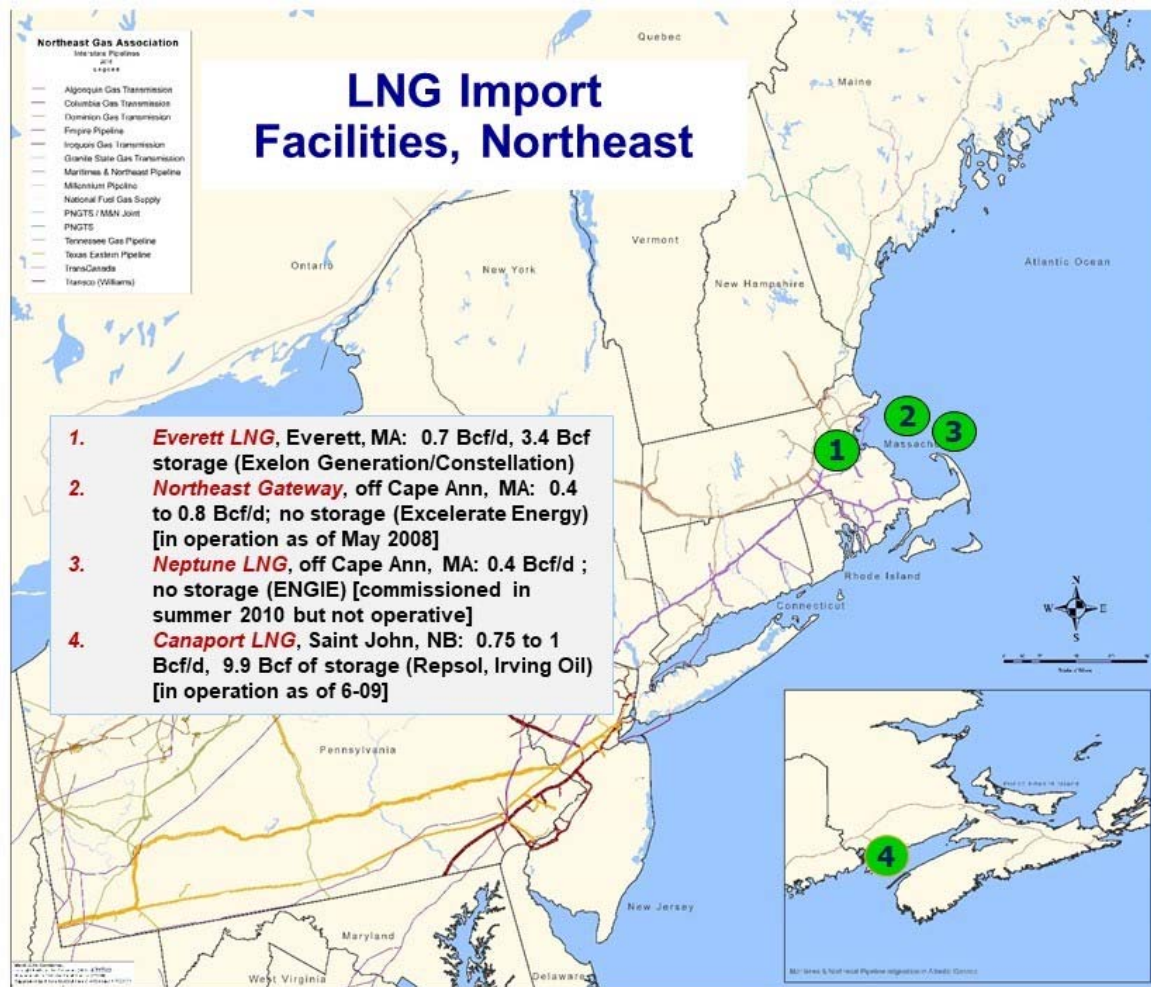 Northeast Gas Association
Interstate Pipelines
Legend
Algonquin Gas Transmission
Columbia Gas Transmission
Dominion Gas Transmission
Empire Pipeline
Iroquois Gas Transmission
Granite State Gas Transmission
Maritimes & Northeast Pipeline
Millennium Pipeline
National Fuel Gas Supply
PNGTS / M&N Joint
PNGTS
Tennessee Gas Pipeline
Texas Eastern Pipeline
TransCanada
Transco (Williams)
LNG Import
Facilities, Northeast
Quebec
Maine
Vermont
Ontario
New York
New Hampshire
Atlantic Ocean
1. Everett LNG, Everett, MA: 0.7 Bcf/d, 3.4 Bcf
storage (Exelon Generation/Constellation)
2. Northeast Gateway, off Cape Ann, MA: 0.4
to 0.8 Bcf/d; no storage (Excelerate Energy)
[in operation as of May 2008]
3. Neptune LNG, off Cape Ann, MA: 0.4 Bcf/d ;
no storage (ENGIE) [commissioned in
summer 2010 but not operative]
4. Canaport LNG, Saint John, NB: 0.75 to 1
Bcf/d, 9.9 Bcf of storage (Repsol, Irving Oil)
[in operation as of 6-09]
2
Massach
3
1
Rhode Island
Connecticut
N
W E
S
Pennsylvania
Prince Edward Island
4
New Jersey
Maryland
West Virginia
Delaware